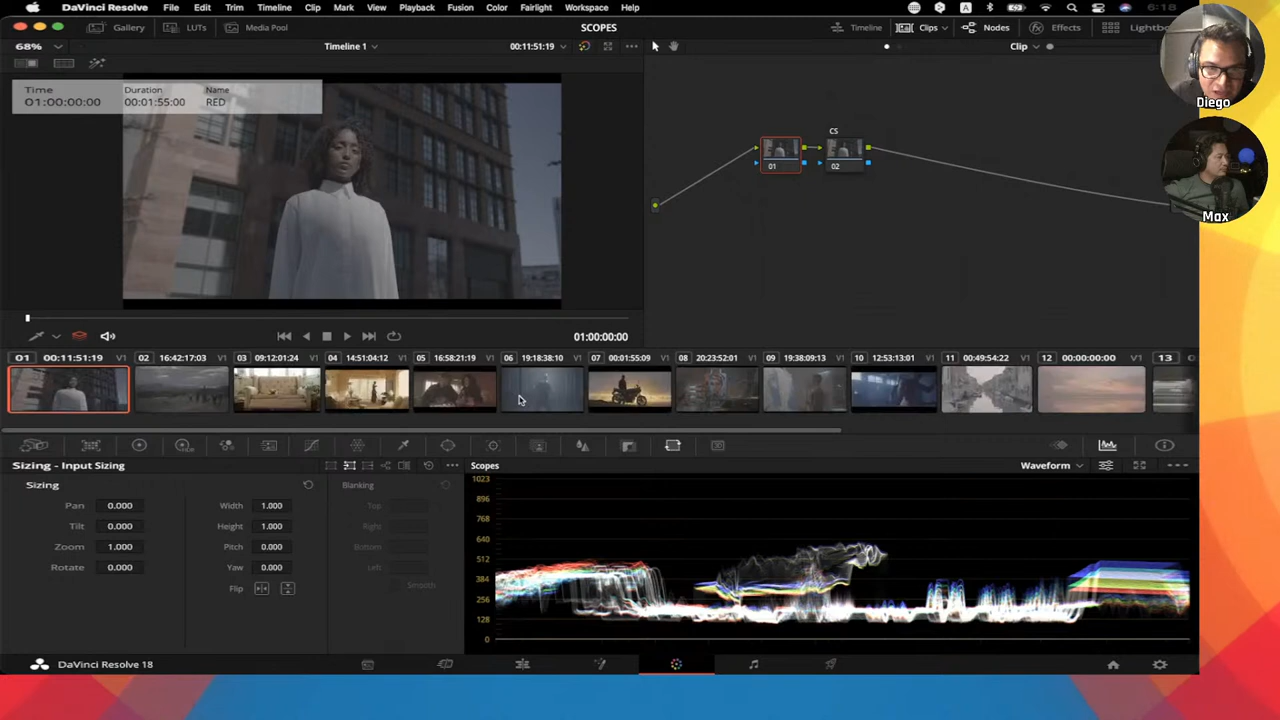 DaVinci Resolve File Edit Trim Timeline Clip Mark View Playback Fusion Color Fairlight Workspace Help 6:18
Gallery LUTs Media Pool SCOPES Timeline Clips Nodes Effects Lightbo
68% Timeline 1 00:11:51:19 Clip
Time Duration Name
01:00:00:00 00:01:55:00 RED
CS
01 02
Diego
Max
01:00:00:00
01 00:11:51:19 V1 02 16:42:17:03 V1 03 09:12:01:24 V1 04 14:51:04:12 V1 05 16:58:21:19 V1 06 19:18:38:10 V1 07 00:01:55:09 V1 08 20:23:52:01 V1 09 19:38:09:13 V1 10 12:53:13:01 V1 11 00:49:54:22 V1 12 00:00:00:00 V1 13
Sizing - Input Sizing
Sizing Blanking
Pan 0.000 Width 1.000 Top
Tilt 0.000 Height 1.000 Right
Zoom 1.000 Pitch 0.000 Bottom
Rotate 0.000 Yaw 0.000 Left
Flip Smooth
Scopes Waveform
1023
896
768
640
512
384
256
128
0
DaVinci Resolve 18